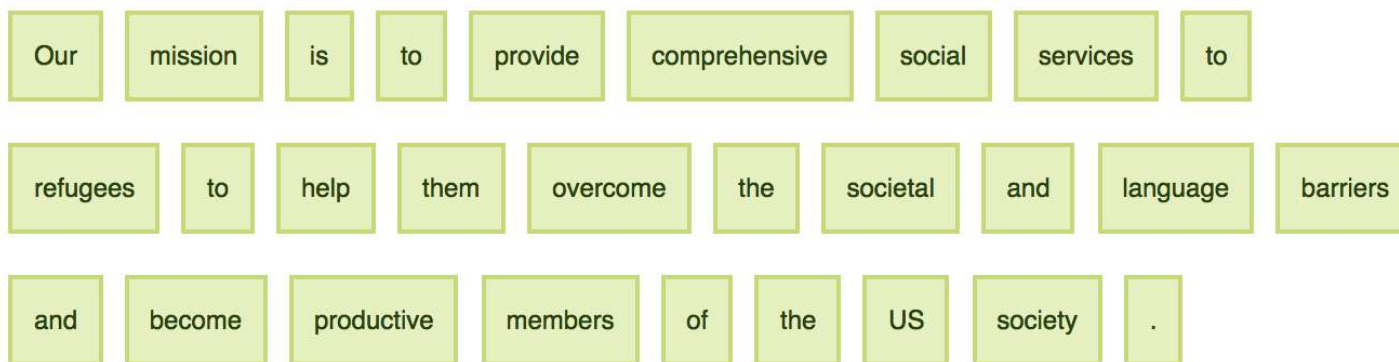 Our mission is to provide comprehensive social services to
refugees to help them overcome the societal and language barriers
and become productive members of the US society .